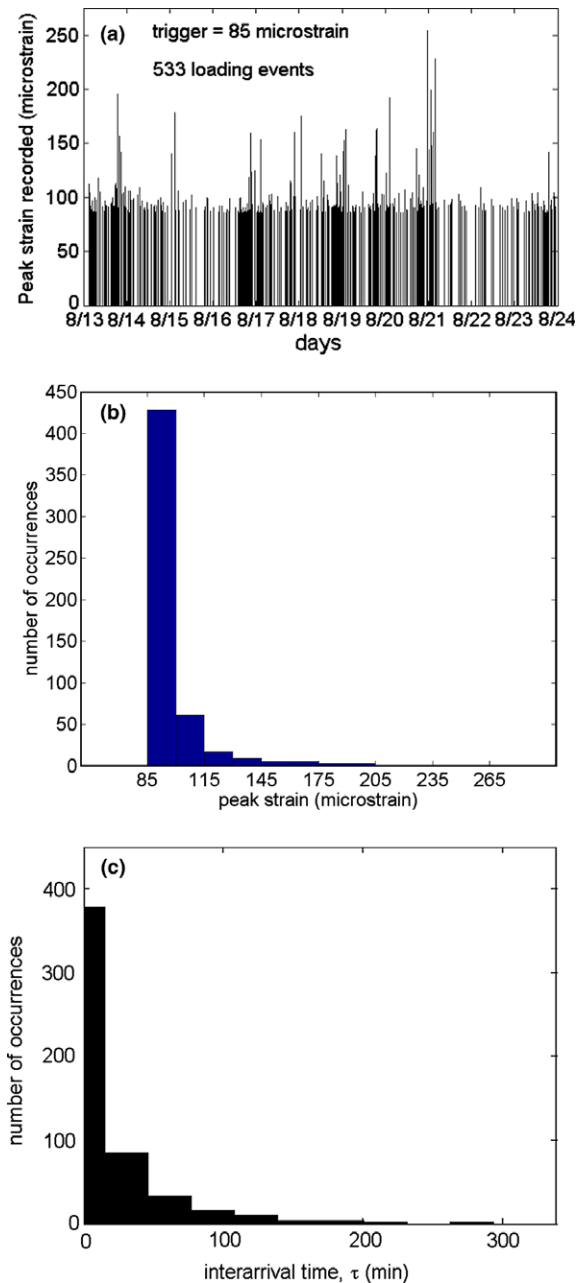 (a)
trigger = 85 microstrain
533 loading events
Peak strain recorded (microstrain)
250
200
150
100
50
0
8/13 8/14 8/15 8/16 8/17 8/18 8/19 8/20 8/21 8/22 8/23 8/24
days
(b)
number of occurrences
450
400
350
300
250
200
150
100
50
0
85 115 145 175 205 235 265
peak strain (microstrain)
(c)
number of occurrences
400
300
200
100
0
0 100 200 300
interarrival time, τ (min)